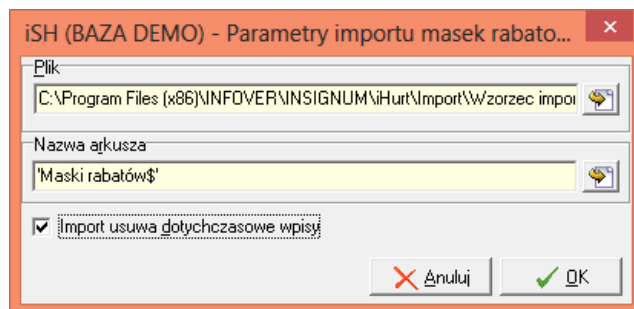 iSH (BAZA DEMO) - Parametry importu masek rabato...
Plik
C:\Program Files (x86)\INFOVER\INSIGNUM\iHurt\Import\Wzorzec impor
Nazwa arkusza
'Maski rabatów$'
Import usuwa dotychczasowe wpisy
Anuluj
OK